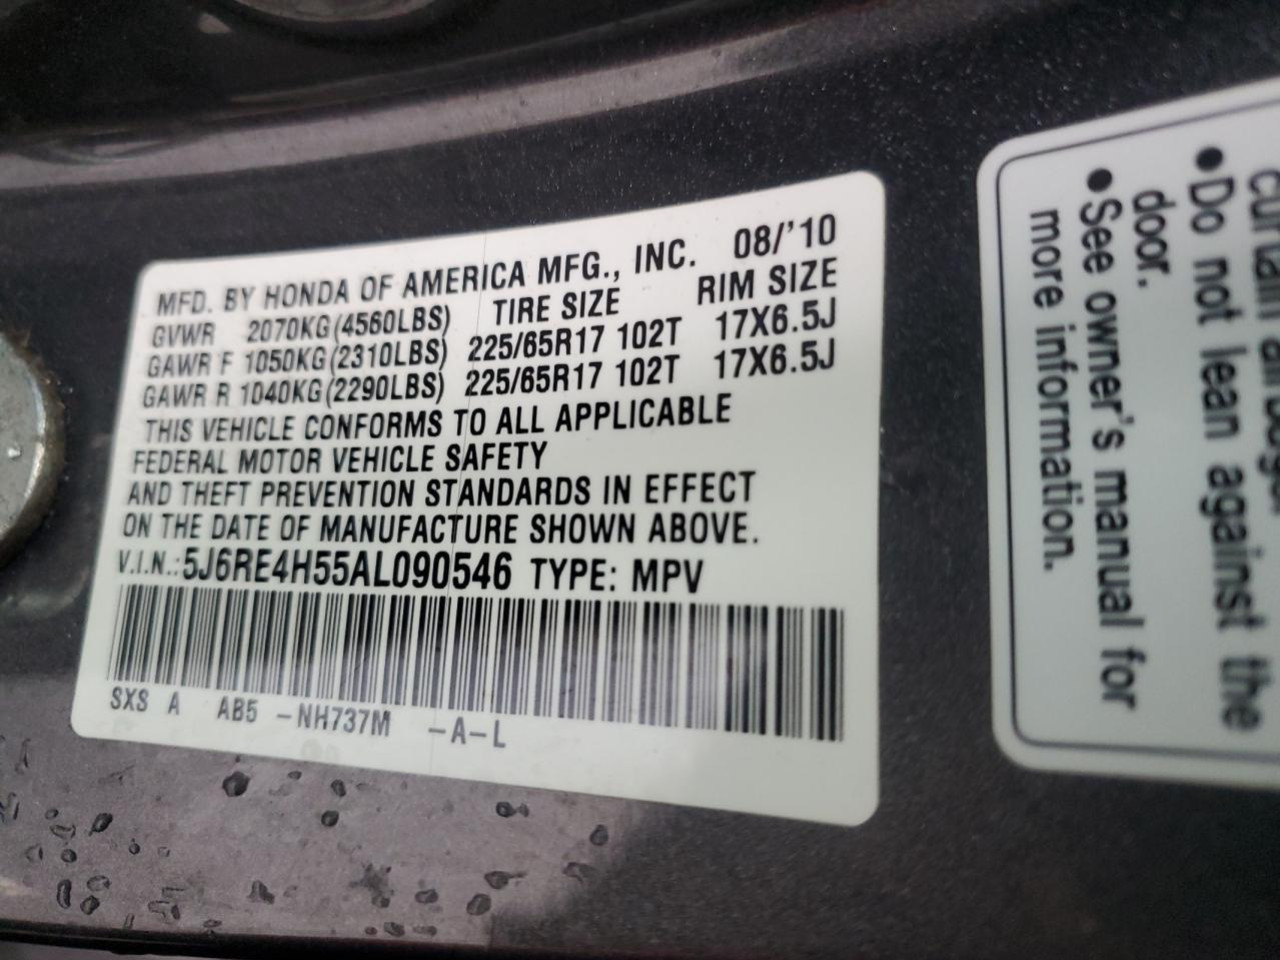 MFD. BY HONDA OF AMERICA MFG., INC. 08/'10
GVWR 2070KG(4560LBS) TIRE SIZE RIM SIZE
GAWR F 1050KG(2310LBS) 225/65R17 102T 17X6.5J
GAWR R 1040KG(2290LBS) 225/65R17 102T 17X6.5J
THIS VEHICLE CONFORMS TO ALL APPLICABLE
FEDERAL MOTOR VEHICLE SAFETY
AND THEFT PREVENTION STANDARDS IN EFFECT
ON THE DATE OF MANUFACTURE SHOWN ABOVE.
V.I.N.:5J6RE4H55AL090546 TYPE: MPV
SXS A AB5 -NH737M -A-L
•Do not lean against the
door.
•See owner's manual for
more information.